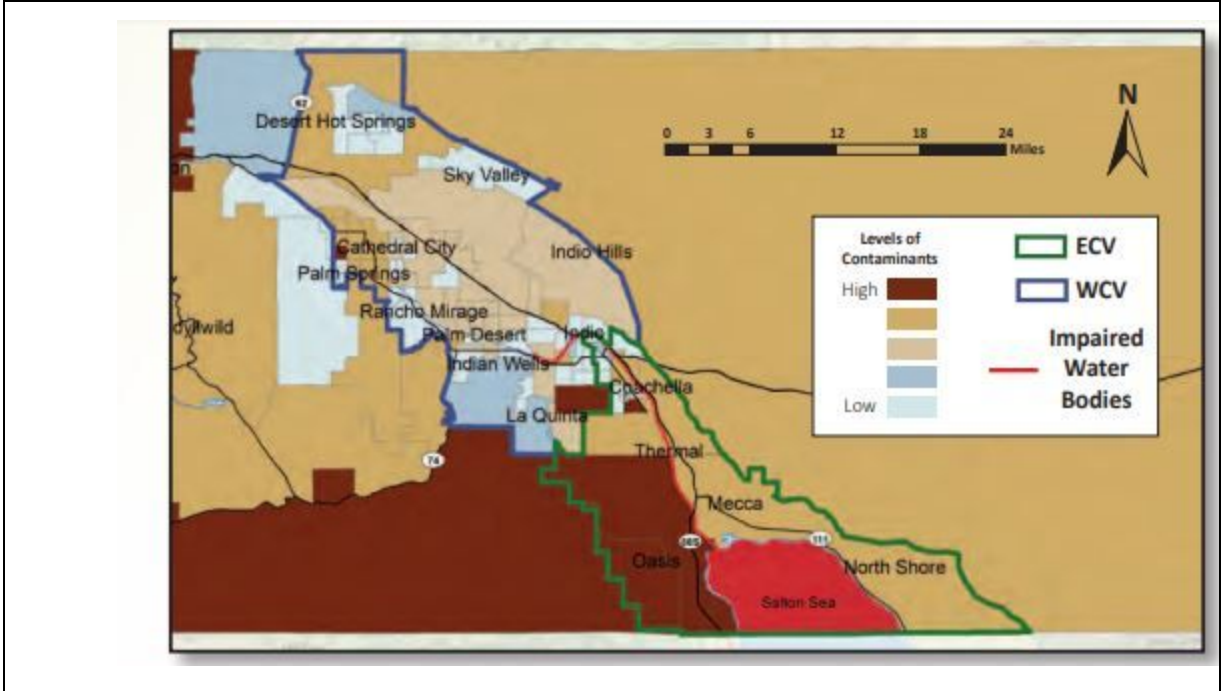 62
Desert Hot Springs
Sky Valley
Cathedral City
Indio Hills
Palm Springs
Rancho Mirage
Palm Desert
Indio
Indian Wells
Coachella
La Quinta
74
Thermal
Mecca
111
Oasis
North Shore
Salton Sea
0 3 6 12 18 24
Miles
N
Levels of
Contaminants
High
Low
ECV
WCV
Impaired
Water
Bodies